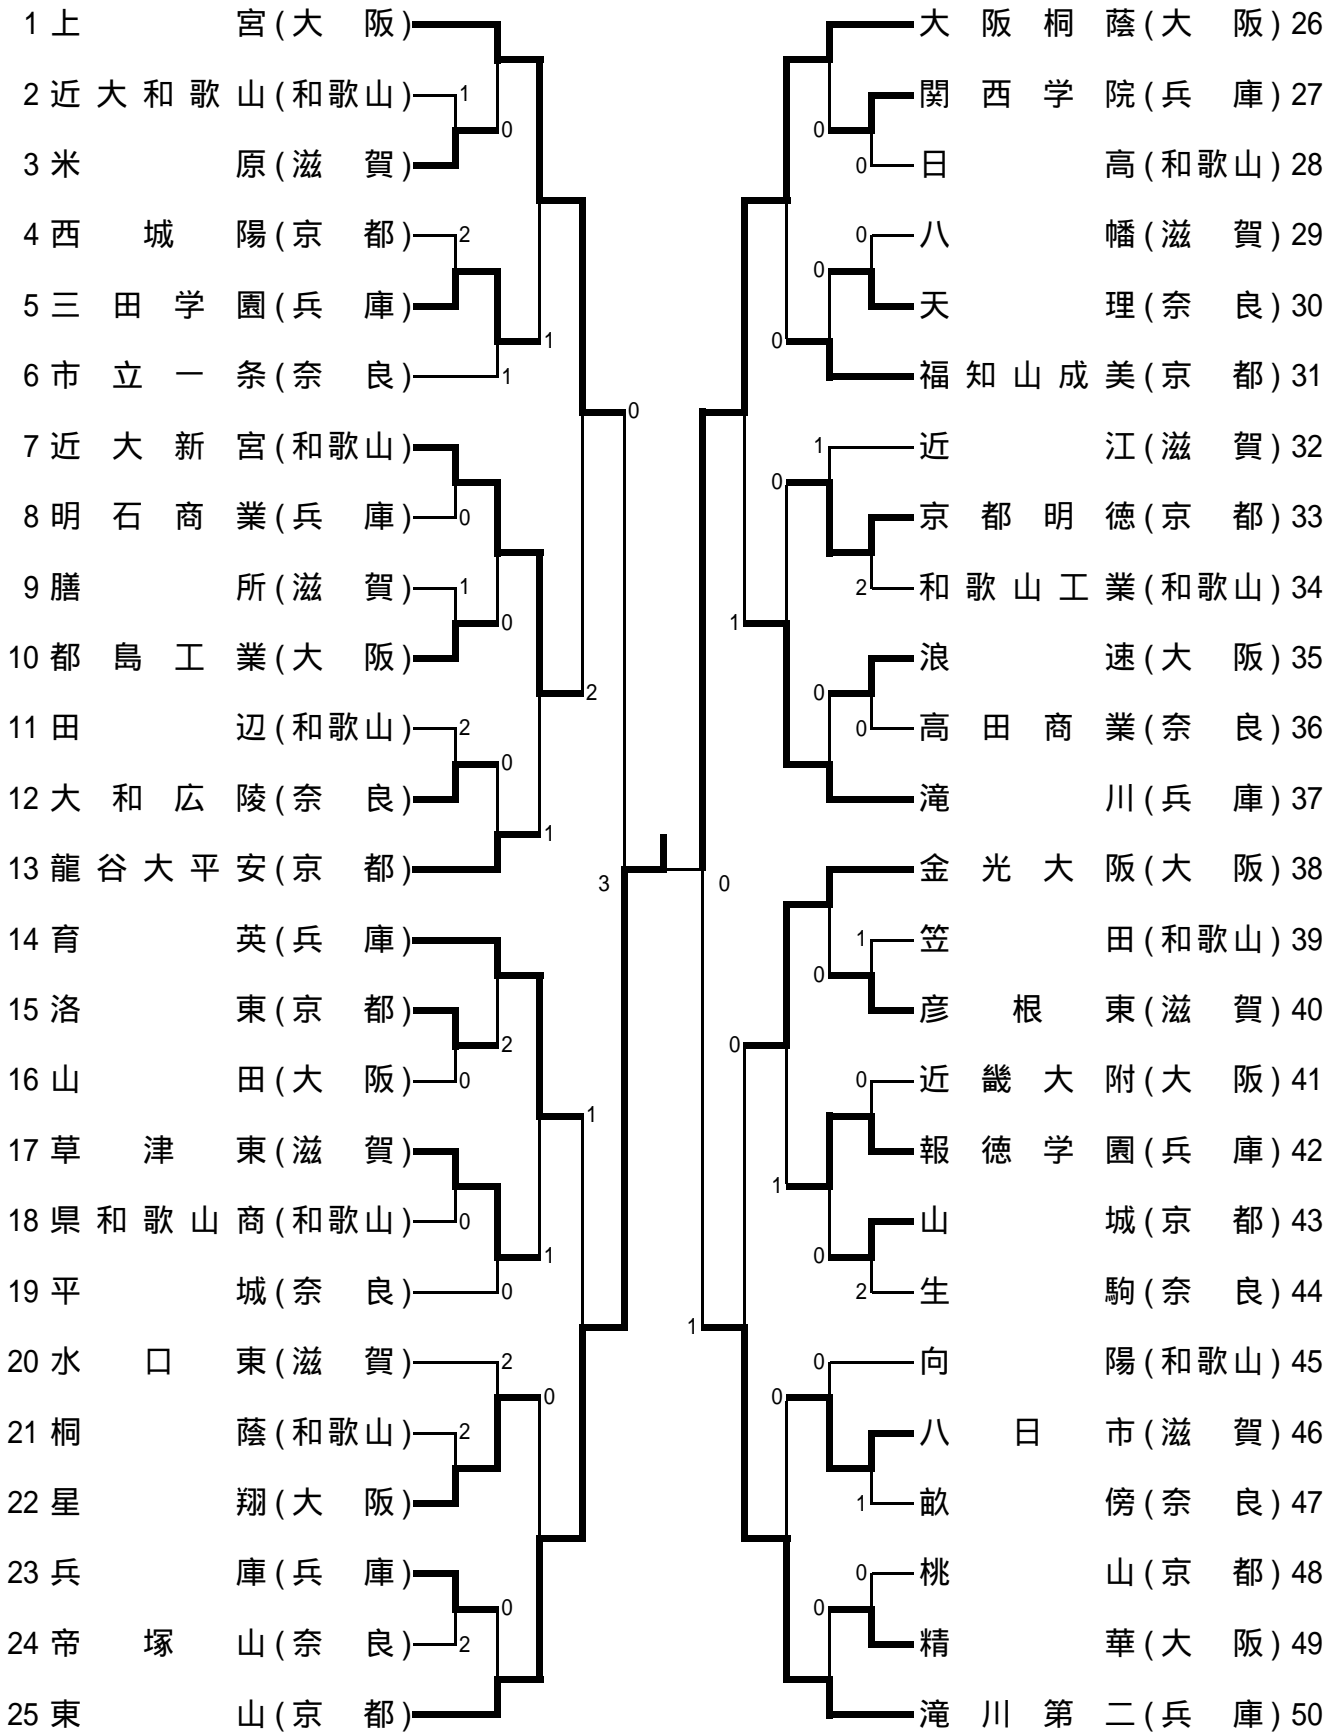 1 上宮(大阪)
2 近大和歌山(和歌山) 1
0
3 米原(滋賀)
4 西城陽(京都) 2
5 三田学園(兵庫)
1
6 市立一条(奈良) 1
0
7 近大新宮(和歌山)
8 明石商業(兵庫) 0
9 膳所(滋賀) 1
0
10 都島工業(大阪)
2
11 田辺(和歌山) 2
0
12 大和広陵(奈良)
1
13 龍谷大平安(京都)
3
14 育英(兵庫)
15 洛東(京都)
2
16 山田(大阪) 0
1
17 草津東(滋賀)
18 県和歌山商(和歌山) 0
1
19 平城(奈良) 0
20 水口東(滋賀) 2
0
21 桐蔭(和歌山) 2
22 星翔(大阪)
23 兵庫(兵庫)
0
24 帝塚山(奈良) 2
25 東山(京都)
大阪桐蔭(大阪) 26
関西学院(兵庫) 27
0
0 日高(和歌山) 28
0 八幡(滋賀) 29
0
天理(奈良) 30
0
福知山成美(京都) 31
1 近江(滋賀) 32
0
京都明徳(京都) 33
2 和歌山工業(和歌山) 34
1
浪速(大阪) 35
0
0 高田商業(奈良) 36
滝川(兵庫) 37
0
金光大阪(大阪) 38
1 笠田(和歌山) 39
0
彦根東(滋賀) 40
0
0 近畿大附(大阪) 41
報徳学園(兵庫) 42
1
山城(京都) 43
0
2 生駒(奈良) 44
1
0 向陽(和歌山) 45
0
八日市(滋賀) 46
1 畝傍(奈良) 47
0 桃山(京都) 48
0
精華(大阪) 49
滝川第二(兵庫) 50